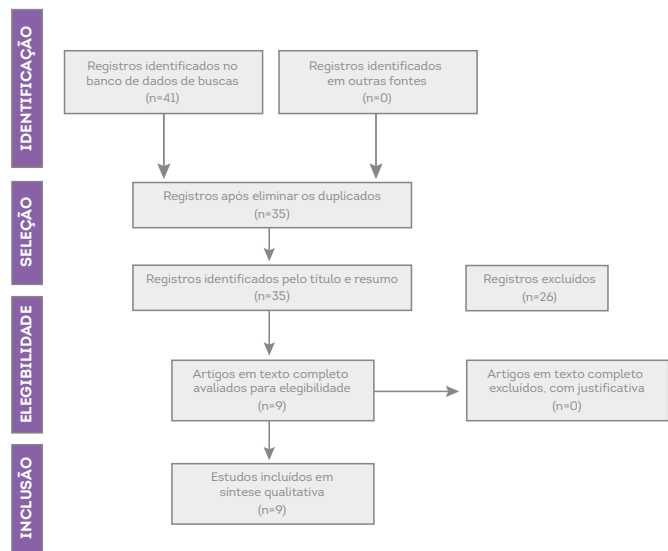 IDENTIFICAÇÃO
Registros identificados no
banco de dados de buscas
(n=41)
Registros identificados
em outras fontes
(n=0)
SELEÇÃO
Registros após eliminar os duplicados
(n=35)
Registros identificados pelo título e resumo
(n=35)
Registros excluídos
(n=26)
ELEGIBILIDADE
Artigos em texto completo
avaliados para elegibilidade
(n=9)
Artigos em texto completo
excluídos, com justificativa
(n=0)
INCLUSÃO
Estudos incluídos em
síntese qualitativa
(n=9)